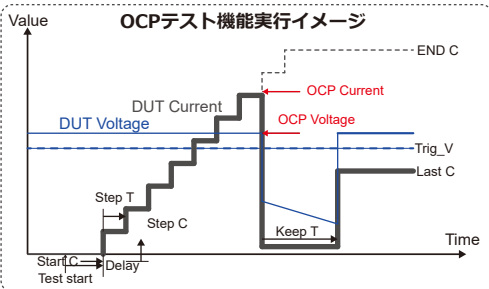 OCPテスト機能実行イメージ
Value
END C
OCP Current
DUT Current
OCP Voltage
DUT Voltage
Trig_V
Last C
Step T
Step C
Keep T
Time
Start C
Delay
Test start